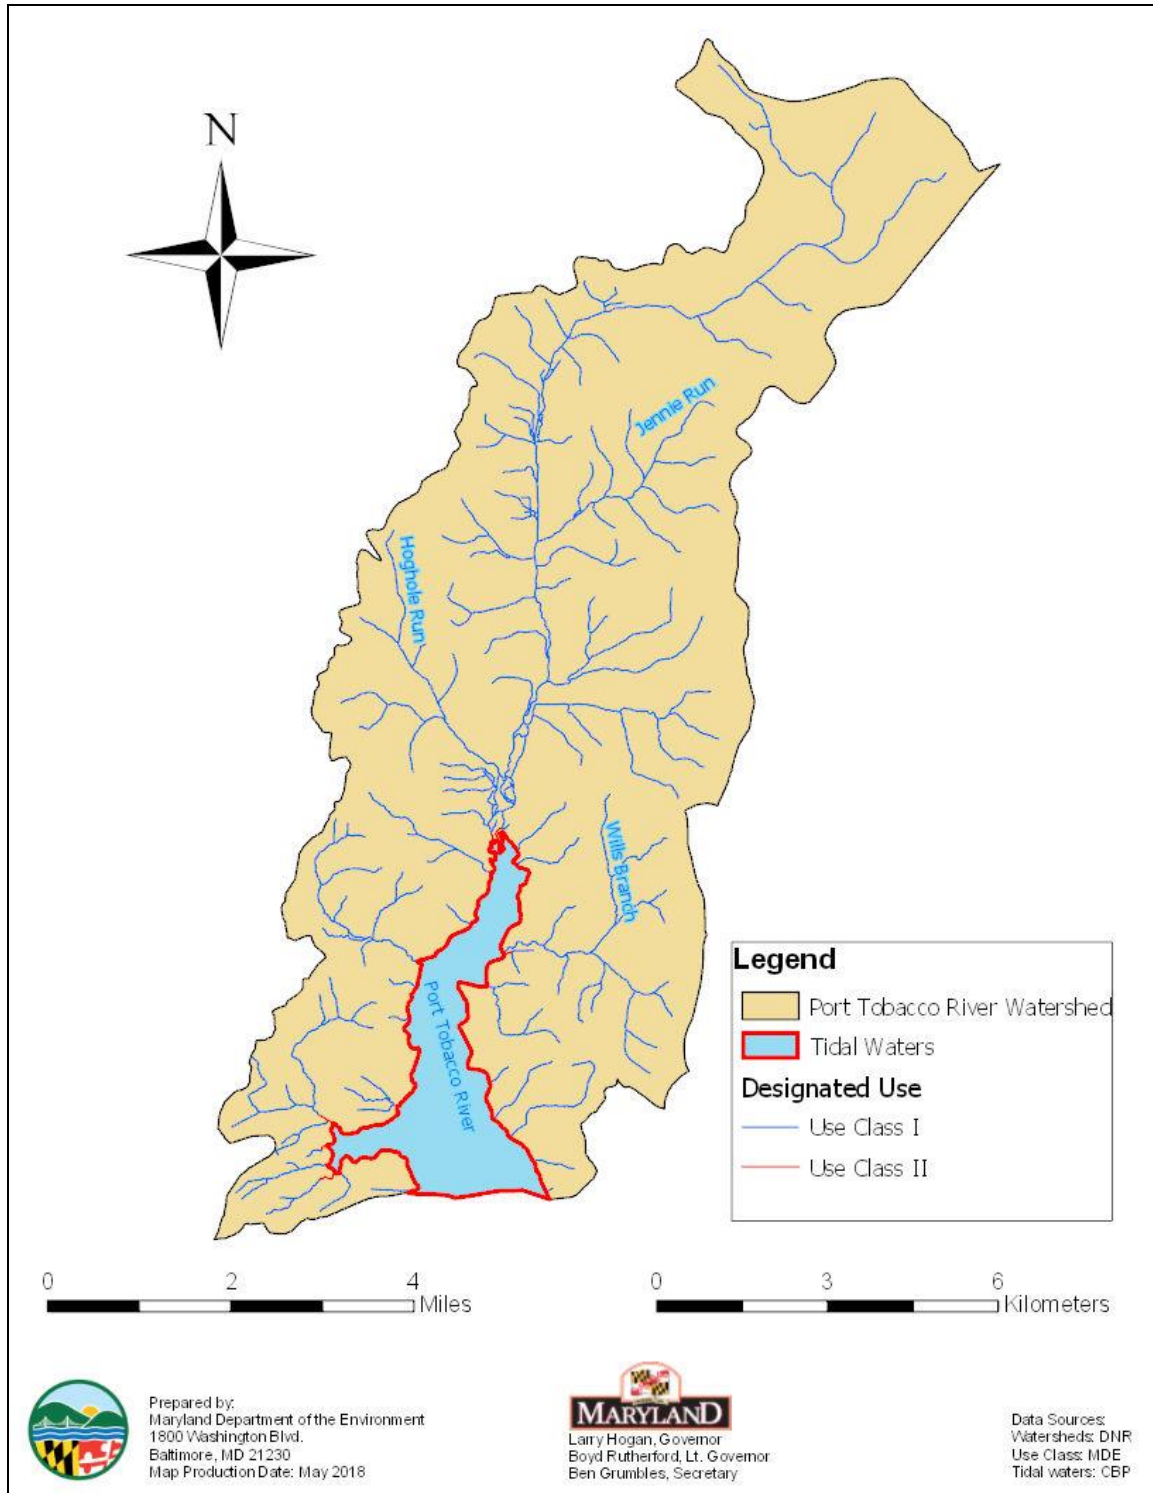 N
Jennie Run
Hoghole Run
Wills Branch
Port Tobacco River
Legend
Port Tobacco River Watershed
Tidal Waters
Designated Use
Use Class I
Use Class II
0 2 4
Miles
0 3 6
Kilometers
Prepared by:
Maryland Department of the Environment
1800 Washington Blvd.
Baltimore, MD 21230
Map Production Date: May 2018
MARYLAND
Larry Hogan, Governor
Boyd Rutherford, Lt. Governor
Ben Grumbles, Secretary
Data Sources:
Watersheds: DNR
Use Class: MDE
Tidal waters: CBP